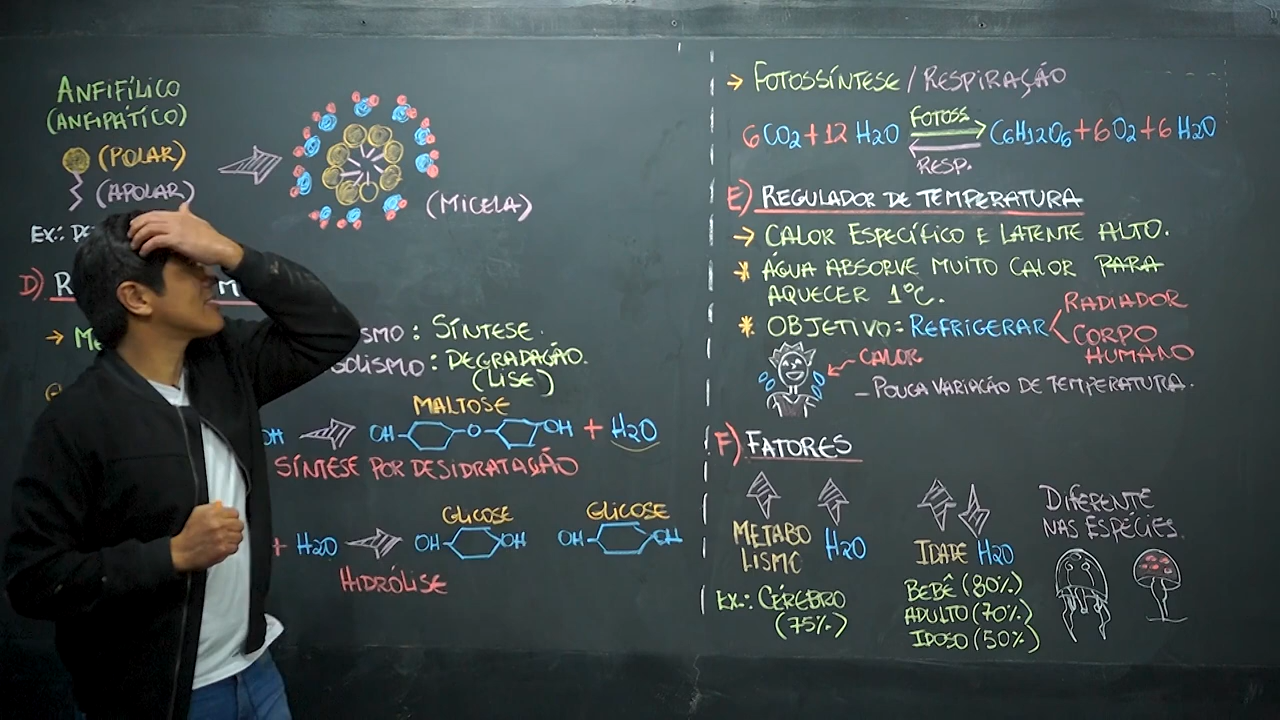 ANFIFÍLICO
(ANFIPÁTICO)
(POLAR)
(APOLAR)
(MICELA)
EX.:
D)
: SÍNTESE.
: DEGRADAÇÃO.
(LISE)
MALTOSE
OH OH O OH + H2O
SÍNTESE POR DESIDRATAÇÃO
GLICOSE GLICOSE
+ H2O → OH OH OH OH
HIDRÓLISE
→ FOTOSSÍNTESE / RESPIRAÇÃO
FOTOSS
6 CO2 + 12 H2O C6H12O6 + 6 O2 + 6 H2O
RESP.
E) REGULADOR DE TEMPERATURA
→ CALOR ESPECÍFICO E LATENTE ALTO.
* ÁGUA ABSORVE MUITO CALOR PARA
AQUECER 1°C.
* OBJETIVO: REFRIGERAR
RADIADOR
CORPO
HUMANO
CALOR
- POUCA VARIAÇÃO DE TEMPERATURA.
F) FATORES
METABO
LISMO H2O
EX.: CÉREBRO
(75%)
IDADE H2O
BEBÊ (80%)
ADULTO (70%)
IDOSO (50%)
DIFERENTE
NAS ESPÉCIES.